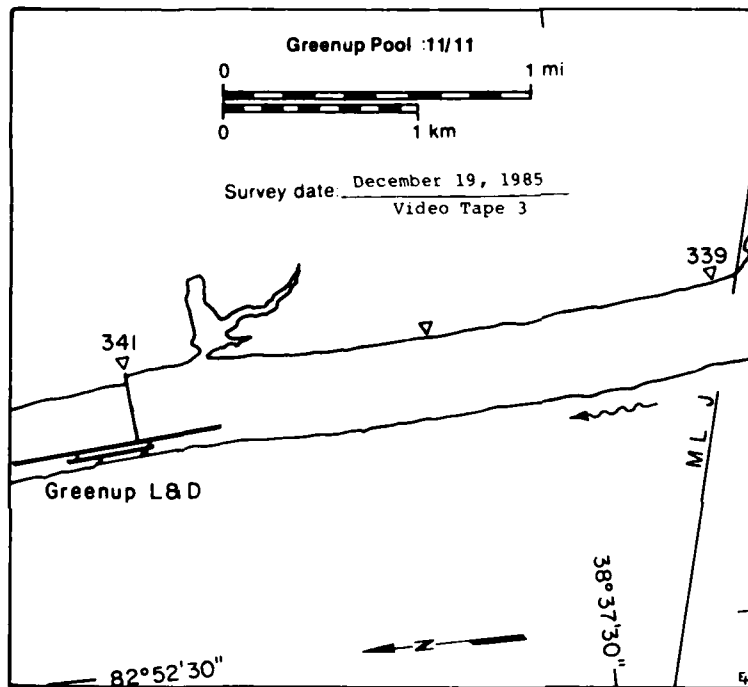 Greenup Pool :11/11
0 1 mi
0 1 km
Survey date: December 19, 1985
Video Tape 3
339
341
M L J
Greenup L&D
38°37'30"
N
82°52'30"